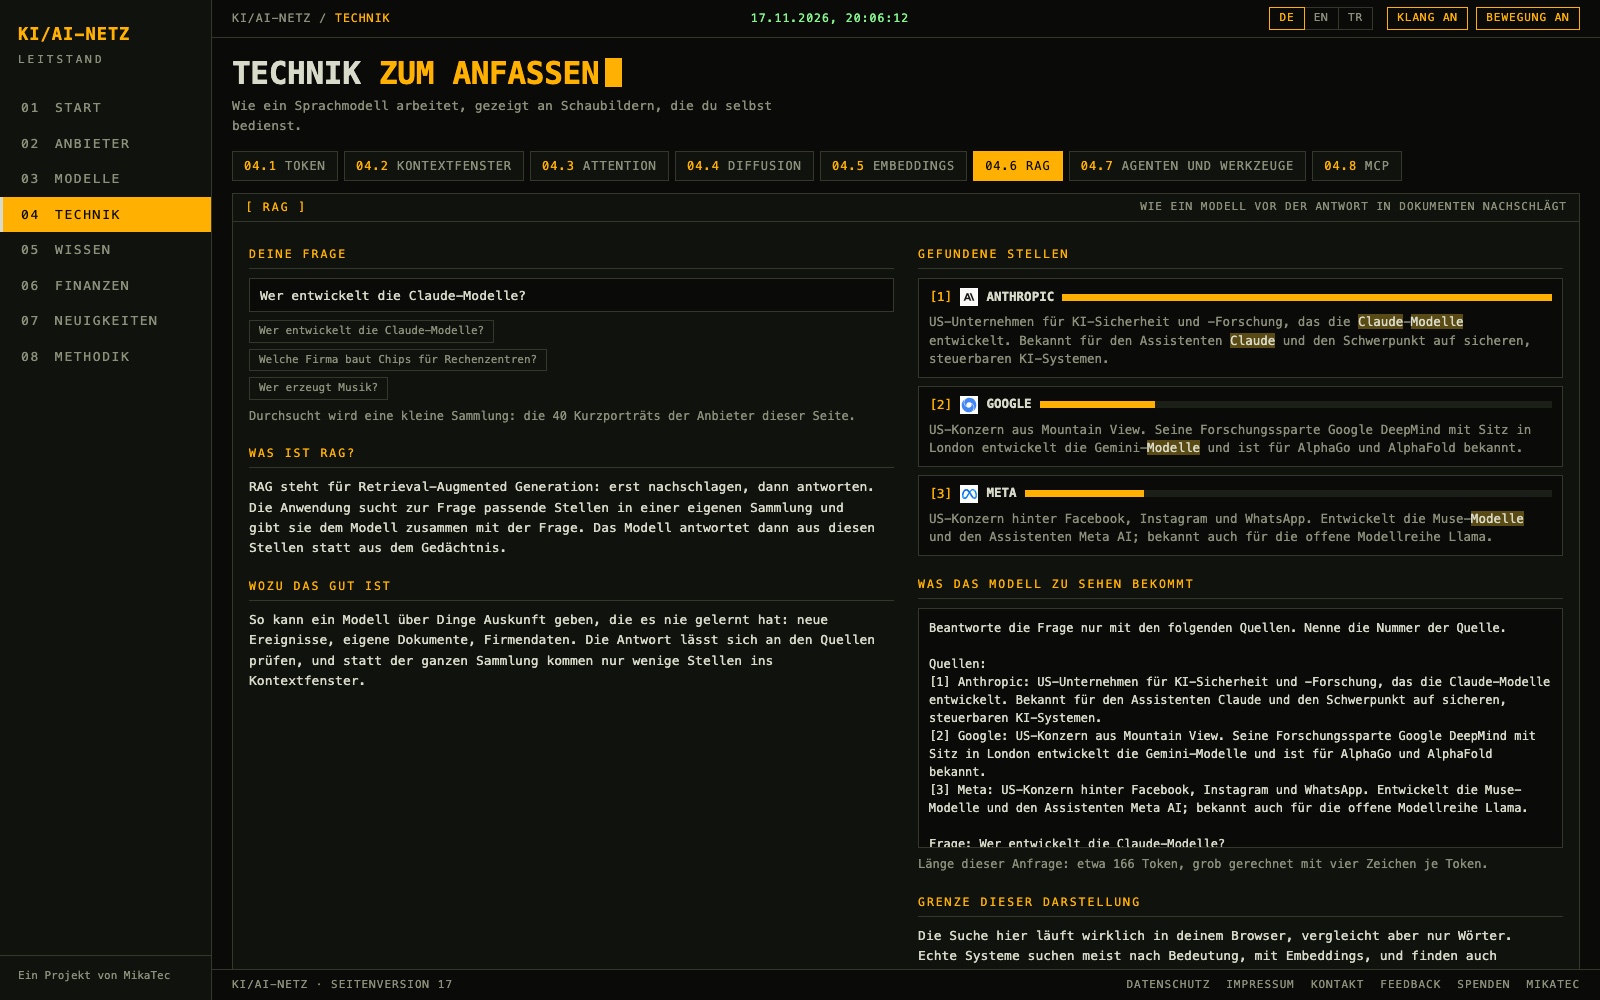 KI/AI-NETZ
LEITSTAND
01 START
02 ANBIETER
03 MODELLE
04 TECHNIK
05 WISSEN
06 FINANZEN
07 NEUIGKEITEN
08 METHODIK
Ein Projekt von MikaTec
KI/AI-NETZ / TECHNIK
17.11.2026, 20:06:12
DE EN TR KLANG AN BEWEGUNG AN
TECHNIK ZUM ANFASSEN
Wie ein Sprachmodell arbeitet, gezeigt an Schaubildern, die du selbst
bedienst.
04.1 TOKEN 04.2 KONTEXTFENSTER 04.3 ATTENTION 04.4 DIFFUSION 04.5 EMBEDDINGS 04.6 RAG 04.7 AGENTEN UND WERKZEUGE 04.8 MCP
[ RAG ] WIE EIN MODELL VOR DER ANTWORT IN DOKUMENTEN NACHSCHLÄGT
DEINE FRAGE
Wer entwickelt die Claude-Modelle?
Wer entwickelt die Claude-Modelle?
Welche Firma baut Chips für Rechenzentren?
Wer erzeugt Musik?
Durchsucht wird eine kleine Sammlung: die 40 Kurzporträts der Anbieter dieser Seite.
WAS IST RAG?
RAG steht für Retrieval-Augmented Generation: erst nachschlagen, dann antworten.
Die Anwendung sucht zur Frage passende Stellen in einer eigenen Sammlung und
gibt sie dem Modell zusammen mit der Frage. Das Modell antwortet dann aus diesen
Stellen statt aus dem Gedächtnis.
WOZU DAS GUT IST
So kann ein Modell über Dinge Auskunft geben, die es nie gelernt hat: neue
Ereignisse, eigene Dokumente, Firmendaten. Die Antwort lässt sich an den Quellen
prüfen, und statt der ganzen Sammlung kommen nur wenige Stellen ins
Kontextfenster.
GEFUNDENE STELLEN
[1] ANTHROPIC
US-Unternehmen für KI-Sicherheit und -Forschung, das die Claude-Modelle
entwickelt. Bekannt für den Assistenten Claude und den Schwerpunkt auf sicheren,
steuerbaren KI-Systemen.
[2] GOOGLE
US-Konzern aus Mountain View. Seine Forschungssparte Google DeepMind mit Sitz in
London entwickelt die Gemini-Modelle und ist für AlphaGo und AlphaFold bekannt.
[3] META
US-Konzern hinter Facebook, Instagram und WhatsApp. Entwickelt die Muse-Modelle
und den Assistenten Meta AI; bekannt auch für die offene Modellreihe Llama.
WAS DAS MODELL ZU SEHEN BEKOMMT
Beantworte die Frage nur mit den folgenden Quellen. Nenne die Nummer der Quelle.
Quellen:
[1] Anthropic: US-Unternehmen für KI-Sicherheit und -Forschung, das die Claude-Modelle
entwickelt. Bekannt für den Assistenten Claude und den Schwerpunkt auf sicheren,
steuerbaren KI-Systemen.
[2] Google: US-Konzern aus Mountain View. Seine Forschungssparte Google DeepMind mit
Sitz in London entwickelt die Gemini-Modelle und ist für AlphaGo und AlphaFold
bekannt.
[3] Meta: US-Konzern hinter Facebook, Instagram und WhatsApp. Entwickelt die Muse-
Modelle und den Assistenten Meta AI; bekannt auch für die offene Modellreihe Llama.
Frage: Wer entwickelt die Claude-Modelle?
Länge dieser Anfrage: etwa 166 Token, grob gerechnet mit vier Zeichen je Token.
GRENZE DIESER DARSTELLUNG
Die Suche hier läuft wirklich in deinem Browser, vergleicht aber nur Wörter.
Echte Systeme suchen meist nach Bedeutung, mit Embeddings, und finden auch
KI/AI-NETZ · SEITENVERSION 17
DATENSCHUTZ IMPRESSUM KONTAKT FEEDBACK SPENDEN MIKATEC